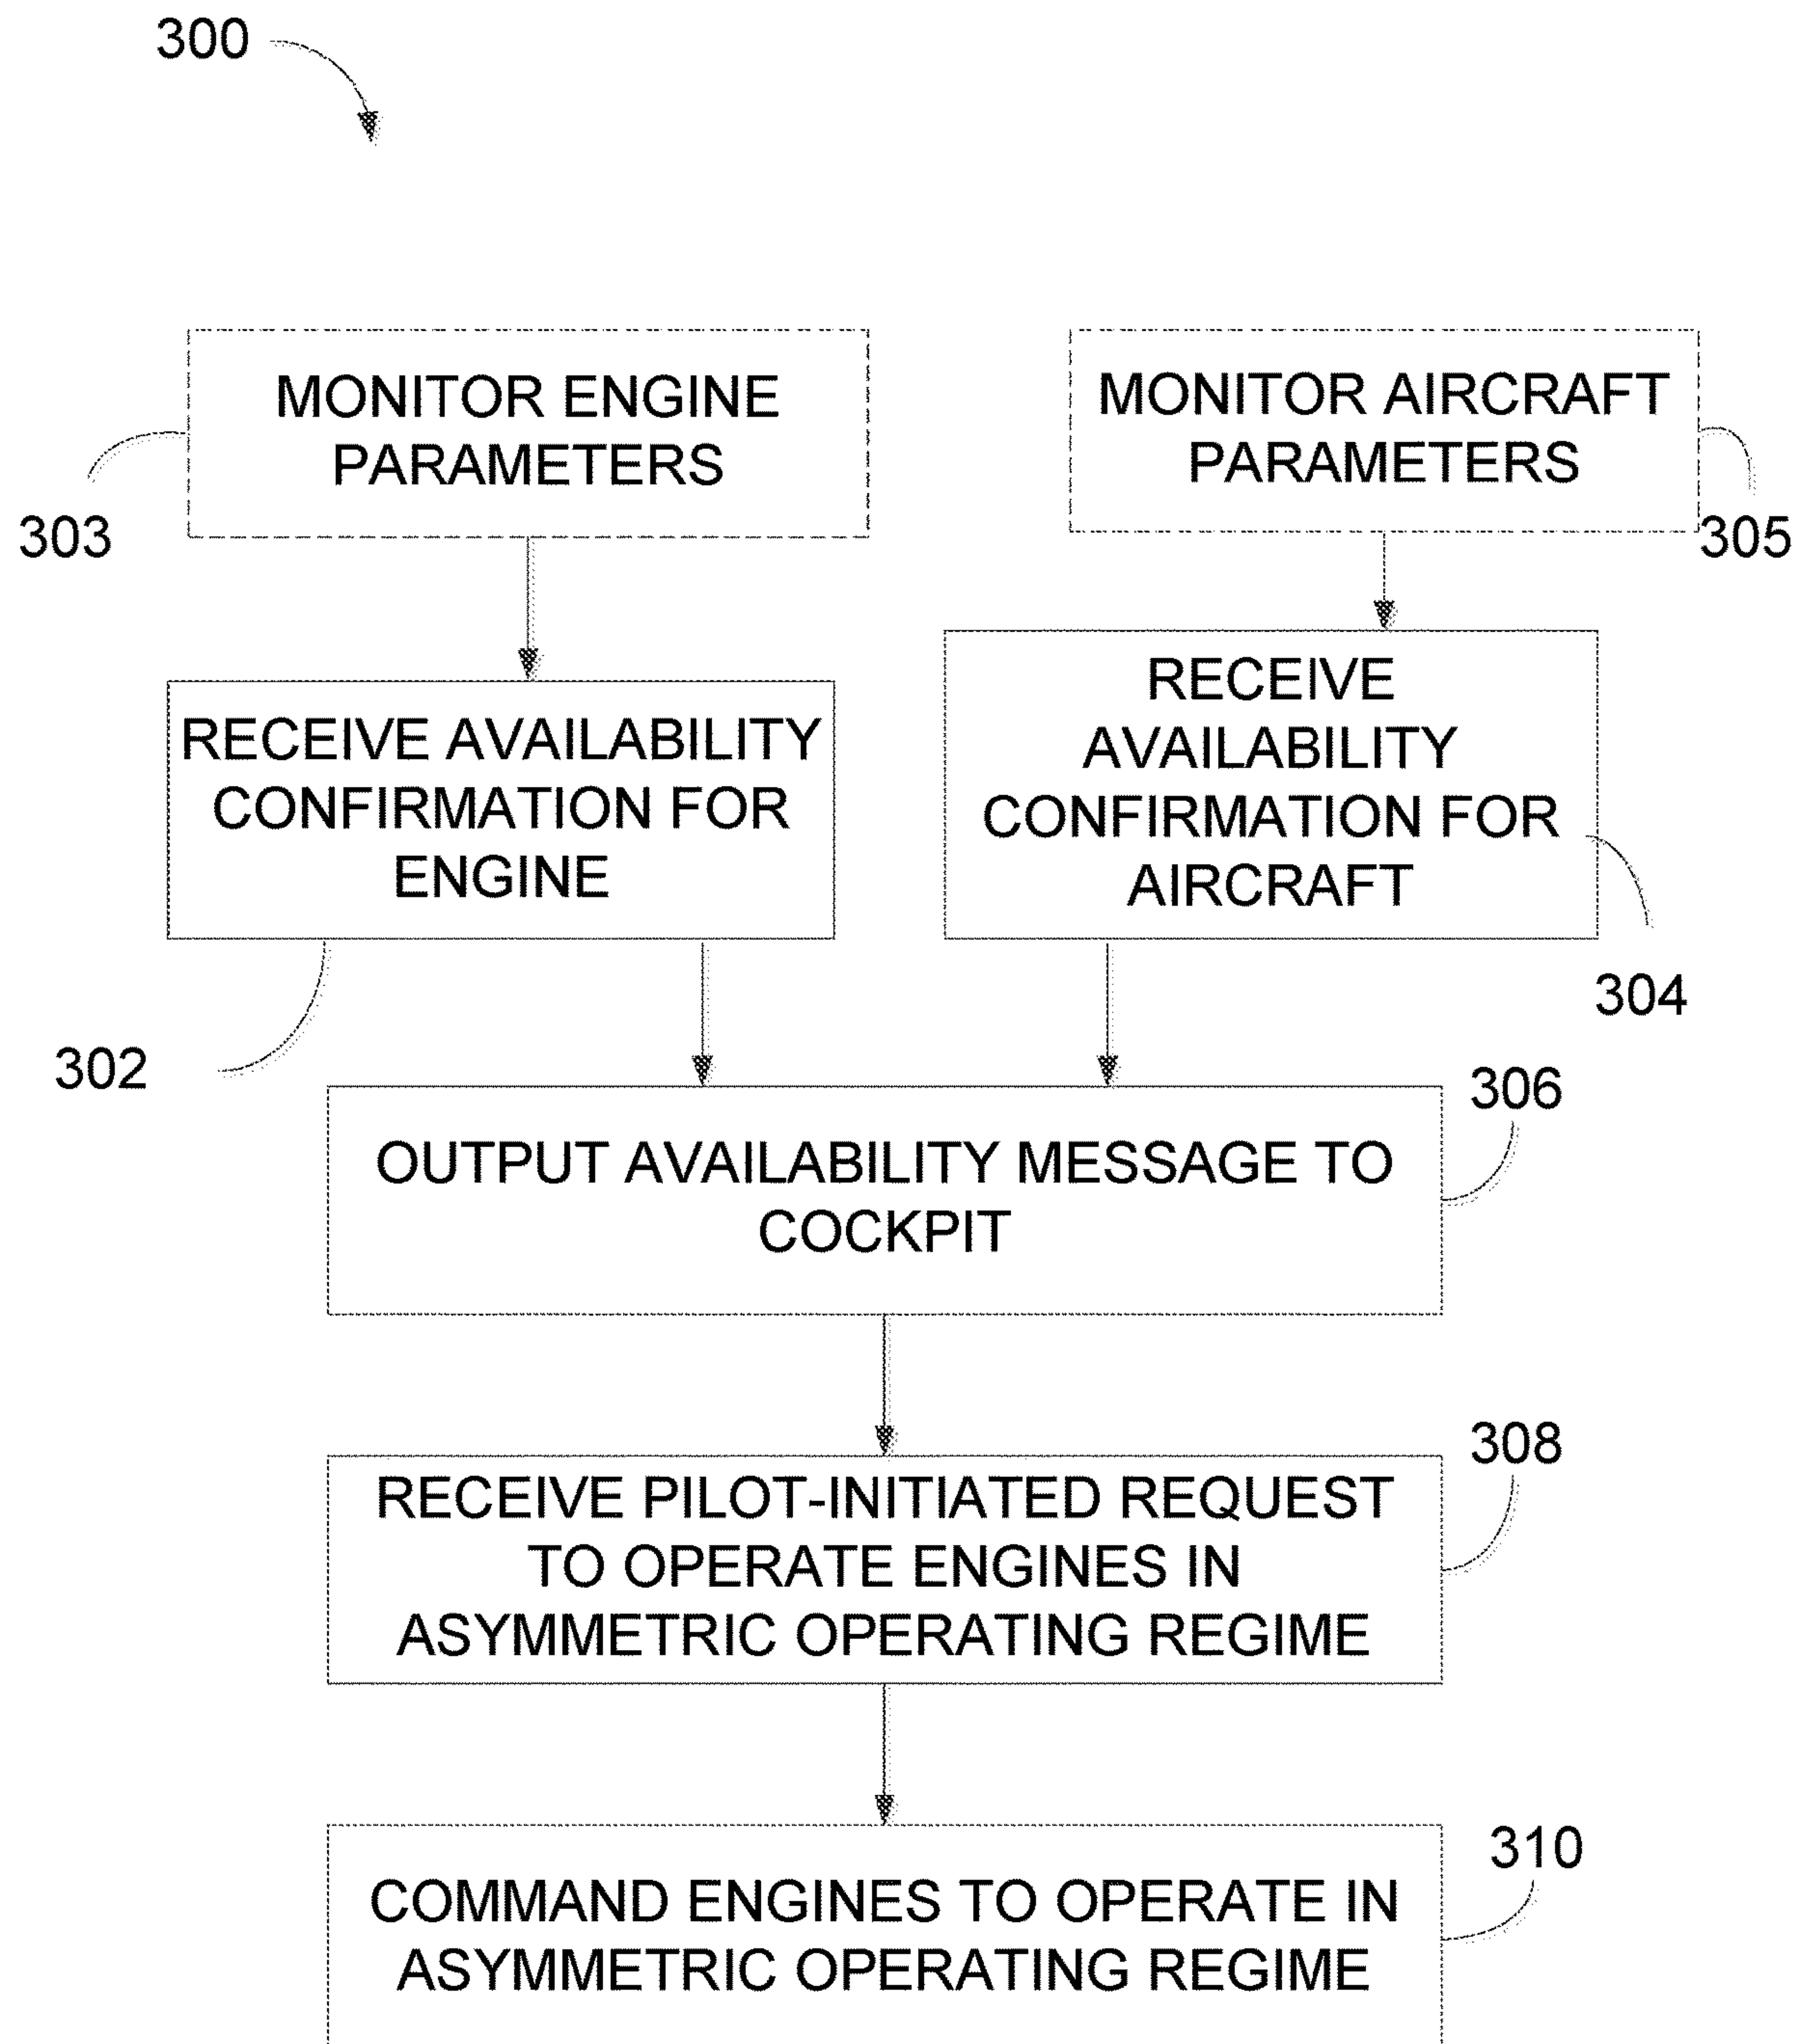 300
MONITOR ENGINE
PARAMETERS
303
MONITOR AIRCRAFT
PARAMETERS
305
RECEIVE AVAILABILITY
CONFIRMATION FOR
ENGINE
302
RECEIVE
AVAILABILITY
CONFIRMATION FOR
AIRCRAFT
304
OUTPUT AVAILABILITY MESSAGE TO
COCKPIT
306
RECEIVE PILOT-INITIATED REQUEST
TO OPERATE ENGINES IN
ASYMMETRIC OPERATING REGIME
308
COMMAND ENGINES TO OPERATE IN
ASYMMETRIC OPERATING REGIME
310